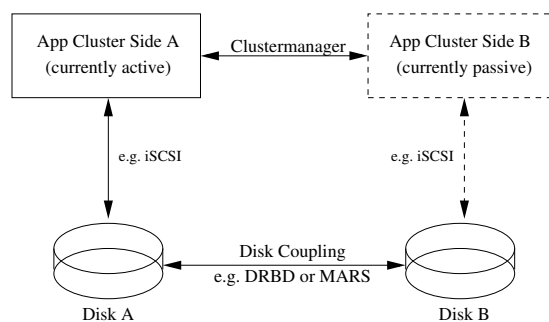 App Cluster Side A
(currently active)
Clustermanager
App Cluster Side B
(currently passive)
e.g. iSCSI
e.g. iSCSI
Disk Coupling
e.g. DRBD or MARS
Disk A
Disk B